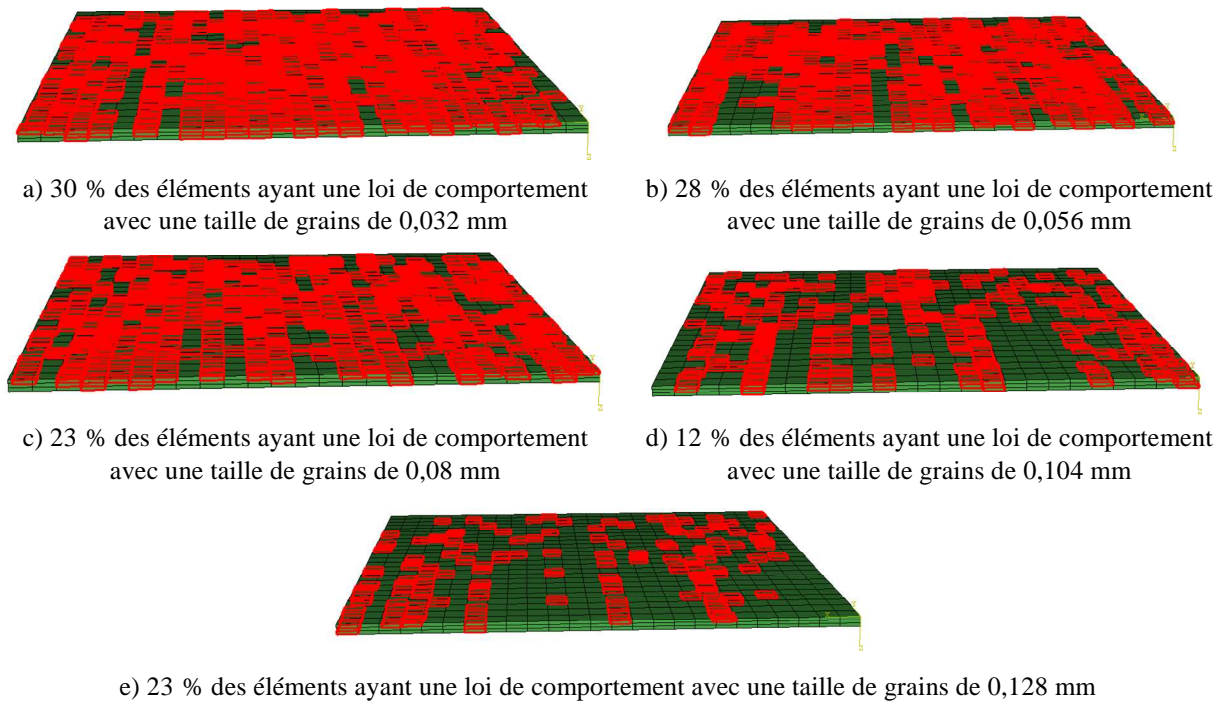 a) 30 % des éléments ayant une loi de comportement
avec une taille de grains de 0,032 mm
b) 28 % des éléments ayant une loi de comportement
avec une taille de grains de 0,056 mm
c) 23 % des éléments ayant une loi de comportement
avec une taille de grains de 0,08 mm
d) 12 % des éléments ayant une loi de comportement
avec une taille de grains de 0,104 mm
e) 23 % des éléments ayant une loi de comportement avec une taille de grains de 0,128 mm